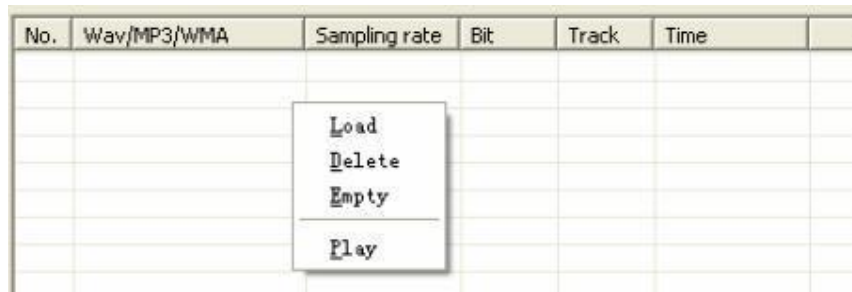 No. Wav/MP3/WMA Sampling rate Bit Track Time
Load
Delete
Empty
Play